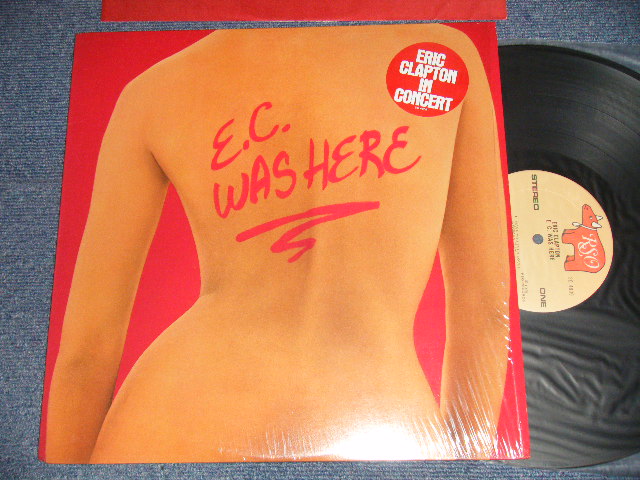 ERIC
CLAPTON
IN
CONCERT
E.C.
WAS HERE
STEREO
ERIC CLAPTON
E. C. WAS HERE
RSO
ONE